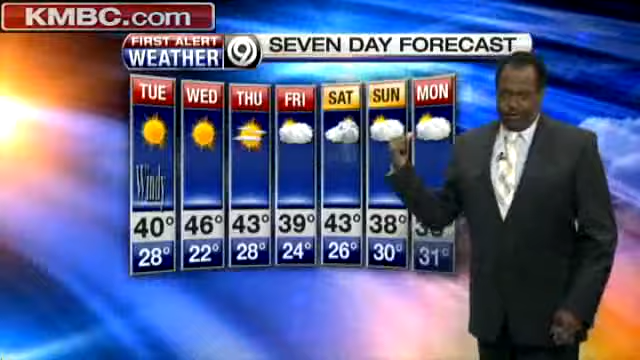 KMBC.com
FIRST ALERT
WEATHER 9 SEVEN DAY FORECAST
TUE WED THU FRI SAT SUN MON
Windy
40° 46° 43° 39° 43° 38°
28° 22° 28° 24° 26° 30° 31°